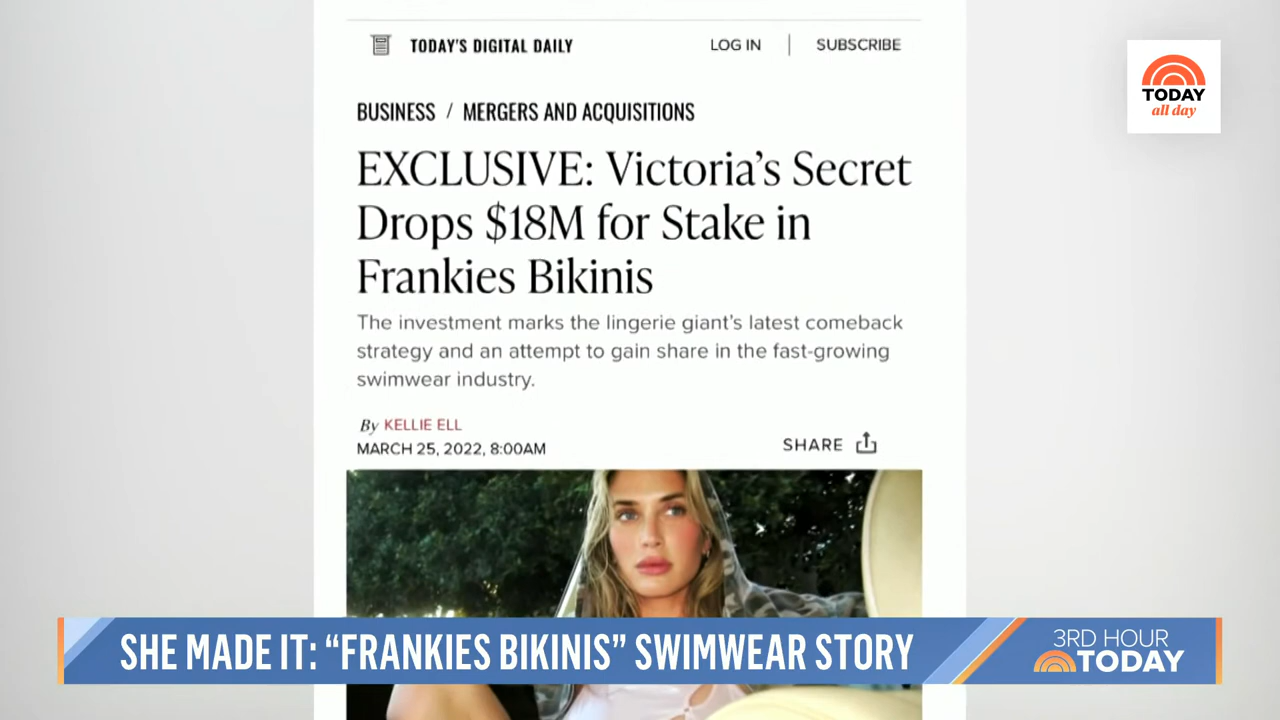 TODAY'S DIGITAL DAILY
LOG IN
SUBSCRIBE
TODAY
all day
BUSINESS / MERGERS AND ACQUISITIONS
EXCLUSIVE: Victoria's Secret
Drops $18M for Stake in
Frankies Bikinis
The investment marks the lingerie giant's latest comeback
strategy and an attempt to gain share in the fast-growing
swimwear industry.
By KELLIE ELL
MARCH 25, 2022, 8:00AM
SHARE
SHE MADE IT: “FRANKIES BIKINIS” SWIMWEAR STORY
3RD HOUR
TODAY